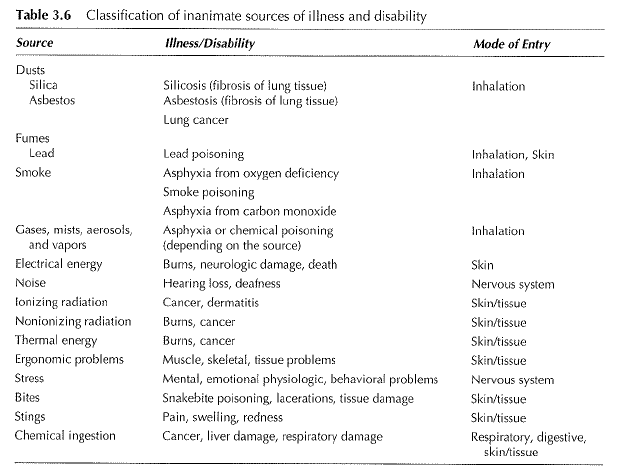 Table 3.6 Classification of inanimate sources of illness and disability
Source Illness/Disability Mode of Entry
Dusts
Silica Silicosis (fibrosis of lung tissue) Inhalation
Asbestos Asbestosis (fibrosis of lung tissue)
Lung cancer
Fumes
Lead Lead poisoning Inhalation, Skin
Smoke Asphyxia from oxygen deficiency Inhalation
Smoke poisoning
Asphyxia from carbon monoxide
Gases, mists, aerosols, Asphyxia or chemical poisoning Inhalation
and vapors (depending on the source)
Electrical energy Burns, neurologic damage, death Skin
Noise Hearing loss, deafness Nervous system
Ionizing radiation Cancer, dermatitis Skin/tissue
Nonionizing radiation Burns, cancer Skin/tissue
Thermal energy Burns, cancer Skin/tissue
Ergonomic problems Muscle, skeletal, tissue problems Skin/tissue
Stress Mental, emotional physiologic, behavioral problems Nervous system
Bites Snakebite poisoning, lacerations, tissue damage Skin/tissue
Stings Pain, swelling, redness Skin/tissue
Chemical ingestion Cancer, liver damage, respiratory damage Respiratory, digestive,
skin/tissue